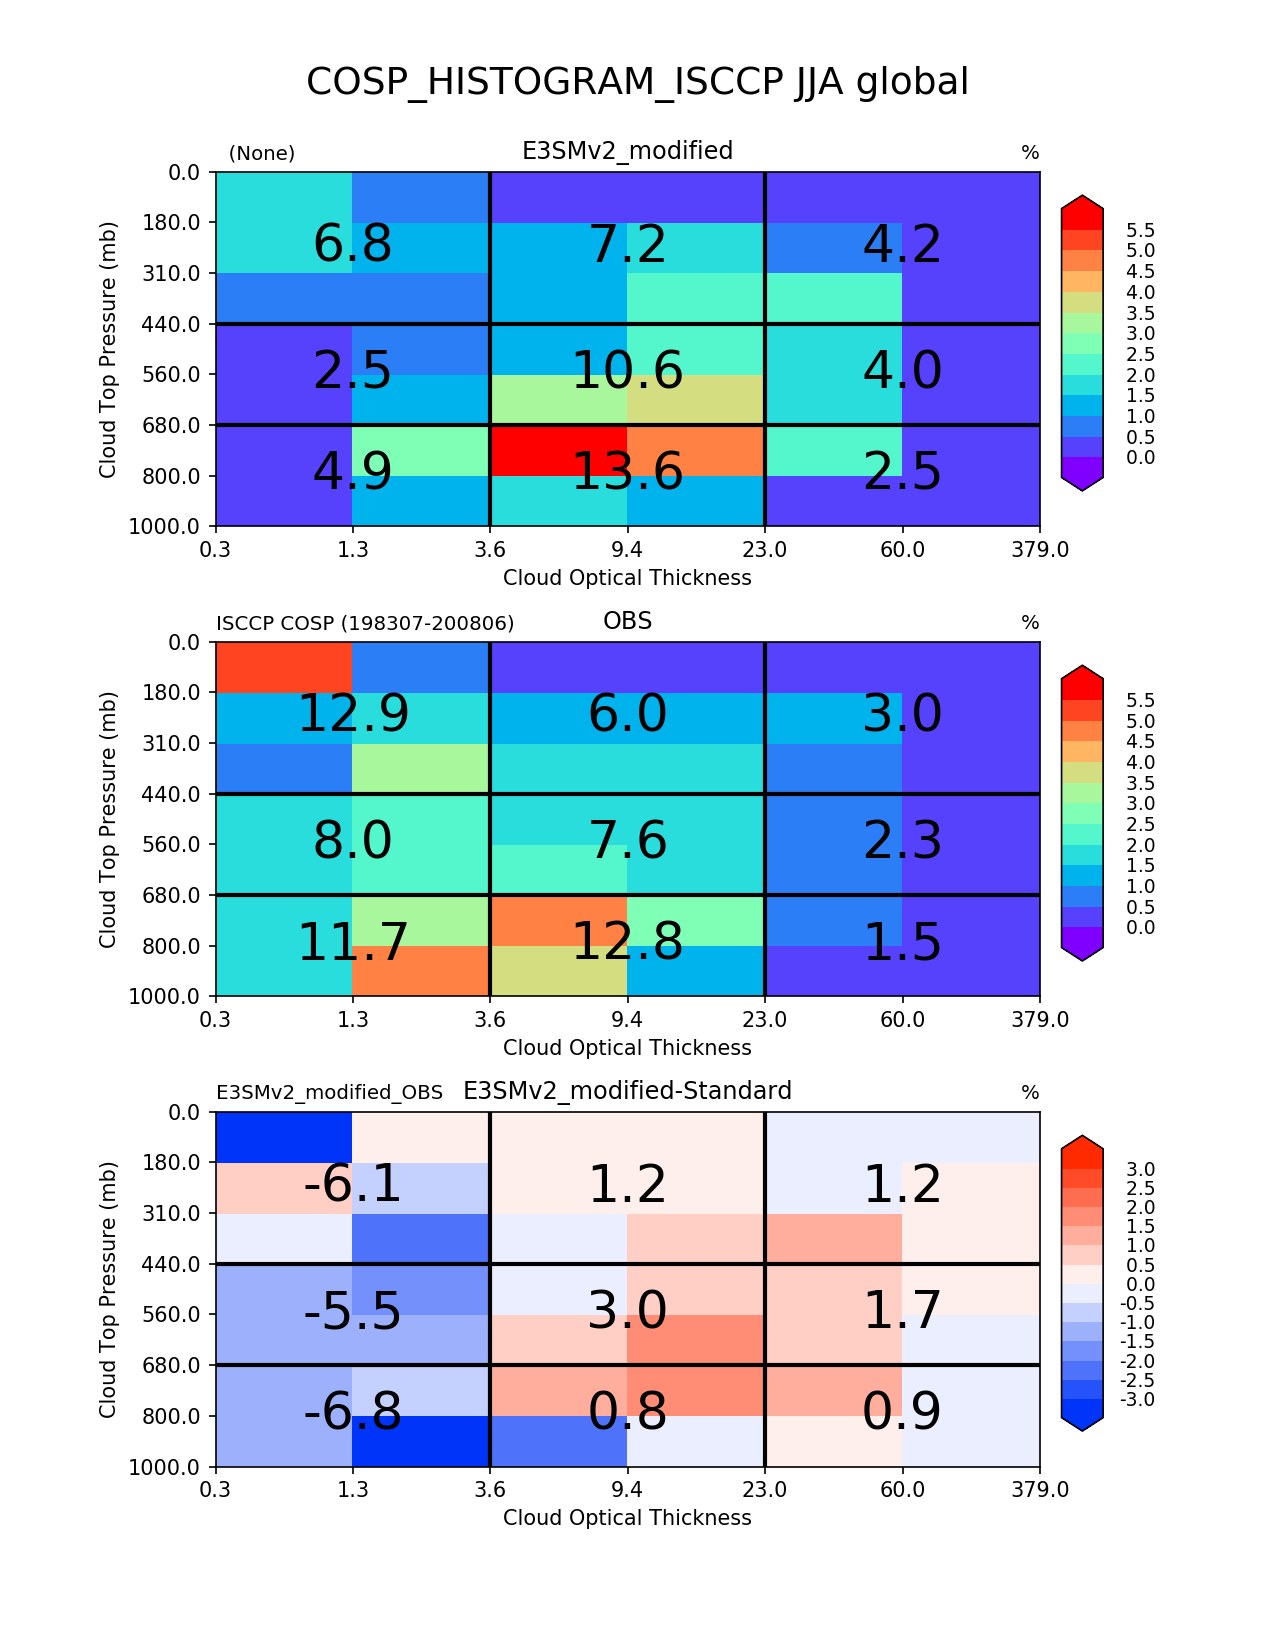 COSP_HISTOGRAM_ISCCP JJA global
(None) E3SMv2_modified %
Cloud Top Pressure (mb)
0.0
180.0
310.0
440.0
560.0
680.0
800.0
1000.0
6.8 7.2 4.2
2.5 10.6 4.0
4.9 13.6 2.5
0.3 1.3 3.6 9.4 23.0 60.0 379.0
Cloud Optical Thickness
5.5
5.0
4.5
4.0
3.5
3.0
2.5
2.0
1.5
1.0
0.5
0.0
ISCCP COSP (198307-200806) OBS %
Cloud Top Pressure (mb)
0.0
180.0
310.0
440.0
560.0
680.0
800.0
1000.0
12.9 6.0 3.0
8.0 7.6 2.3
11.7 12.8 1.5
0.3 1.3 3.6 9.4 23.0 60.0 379.0
Cloud Optical Thickness
5.5
5.0
4.5
4.0
3.5
3.0
2.5
2.0
1.5
1.0
0.5
0.0
E3SMv2_modified_OBS E3SMv2_modified-Standard %
Cloud Top Pressure (mb)
0.0
180.0
310.0
440.0
560.0
680.0
800.0
1000.0
-6.1 1.2 1.2
-5.5 3.0 1.7
-6.8 0.8 0.9
0.3 1.3 3.6 9.4 23.0 60.0 379.0
Cloud Optical Thickness
3.0
2.5
2.0
1.5
1.0
0.5
0.0
-0.5
-1.0
-1.5
-2.0
-2.5
-3.0